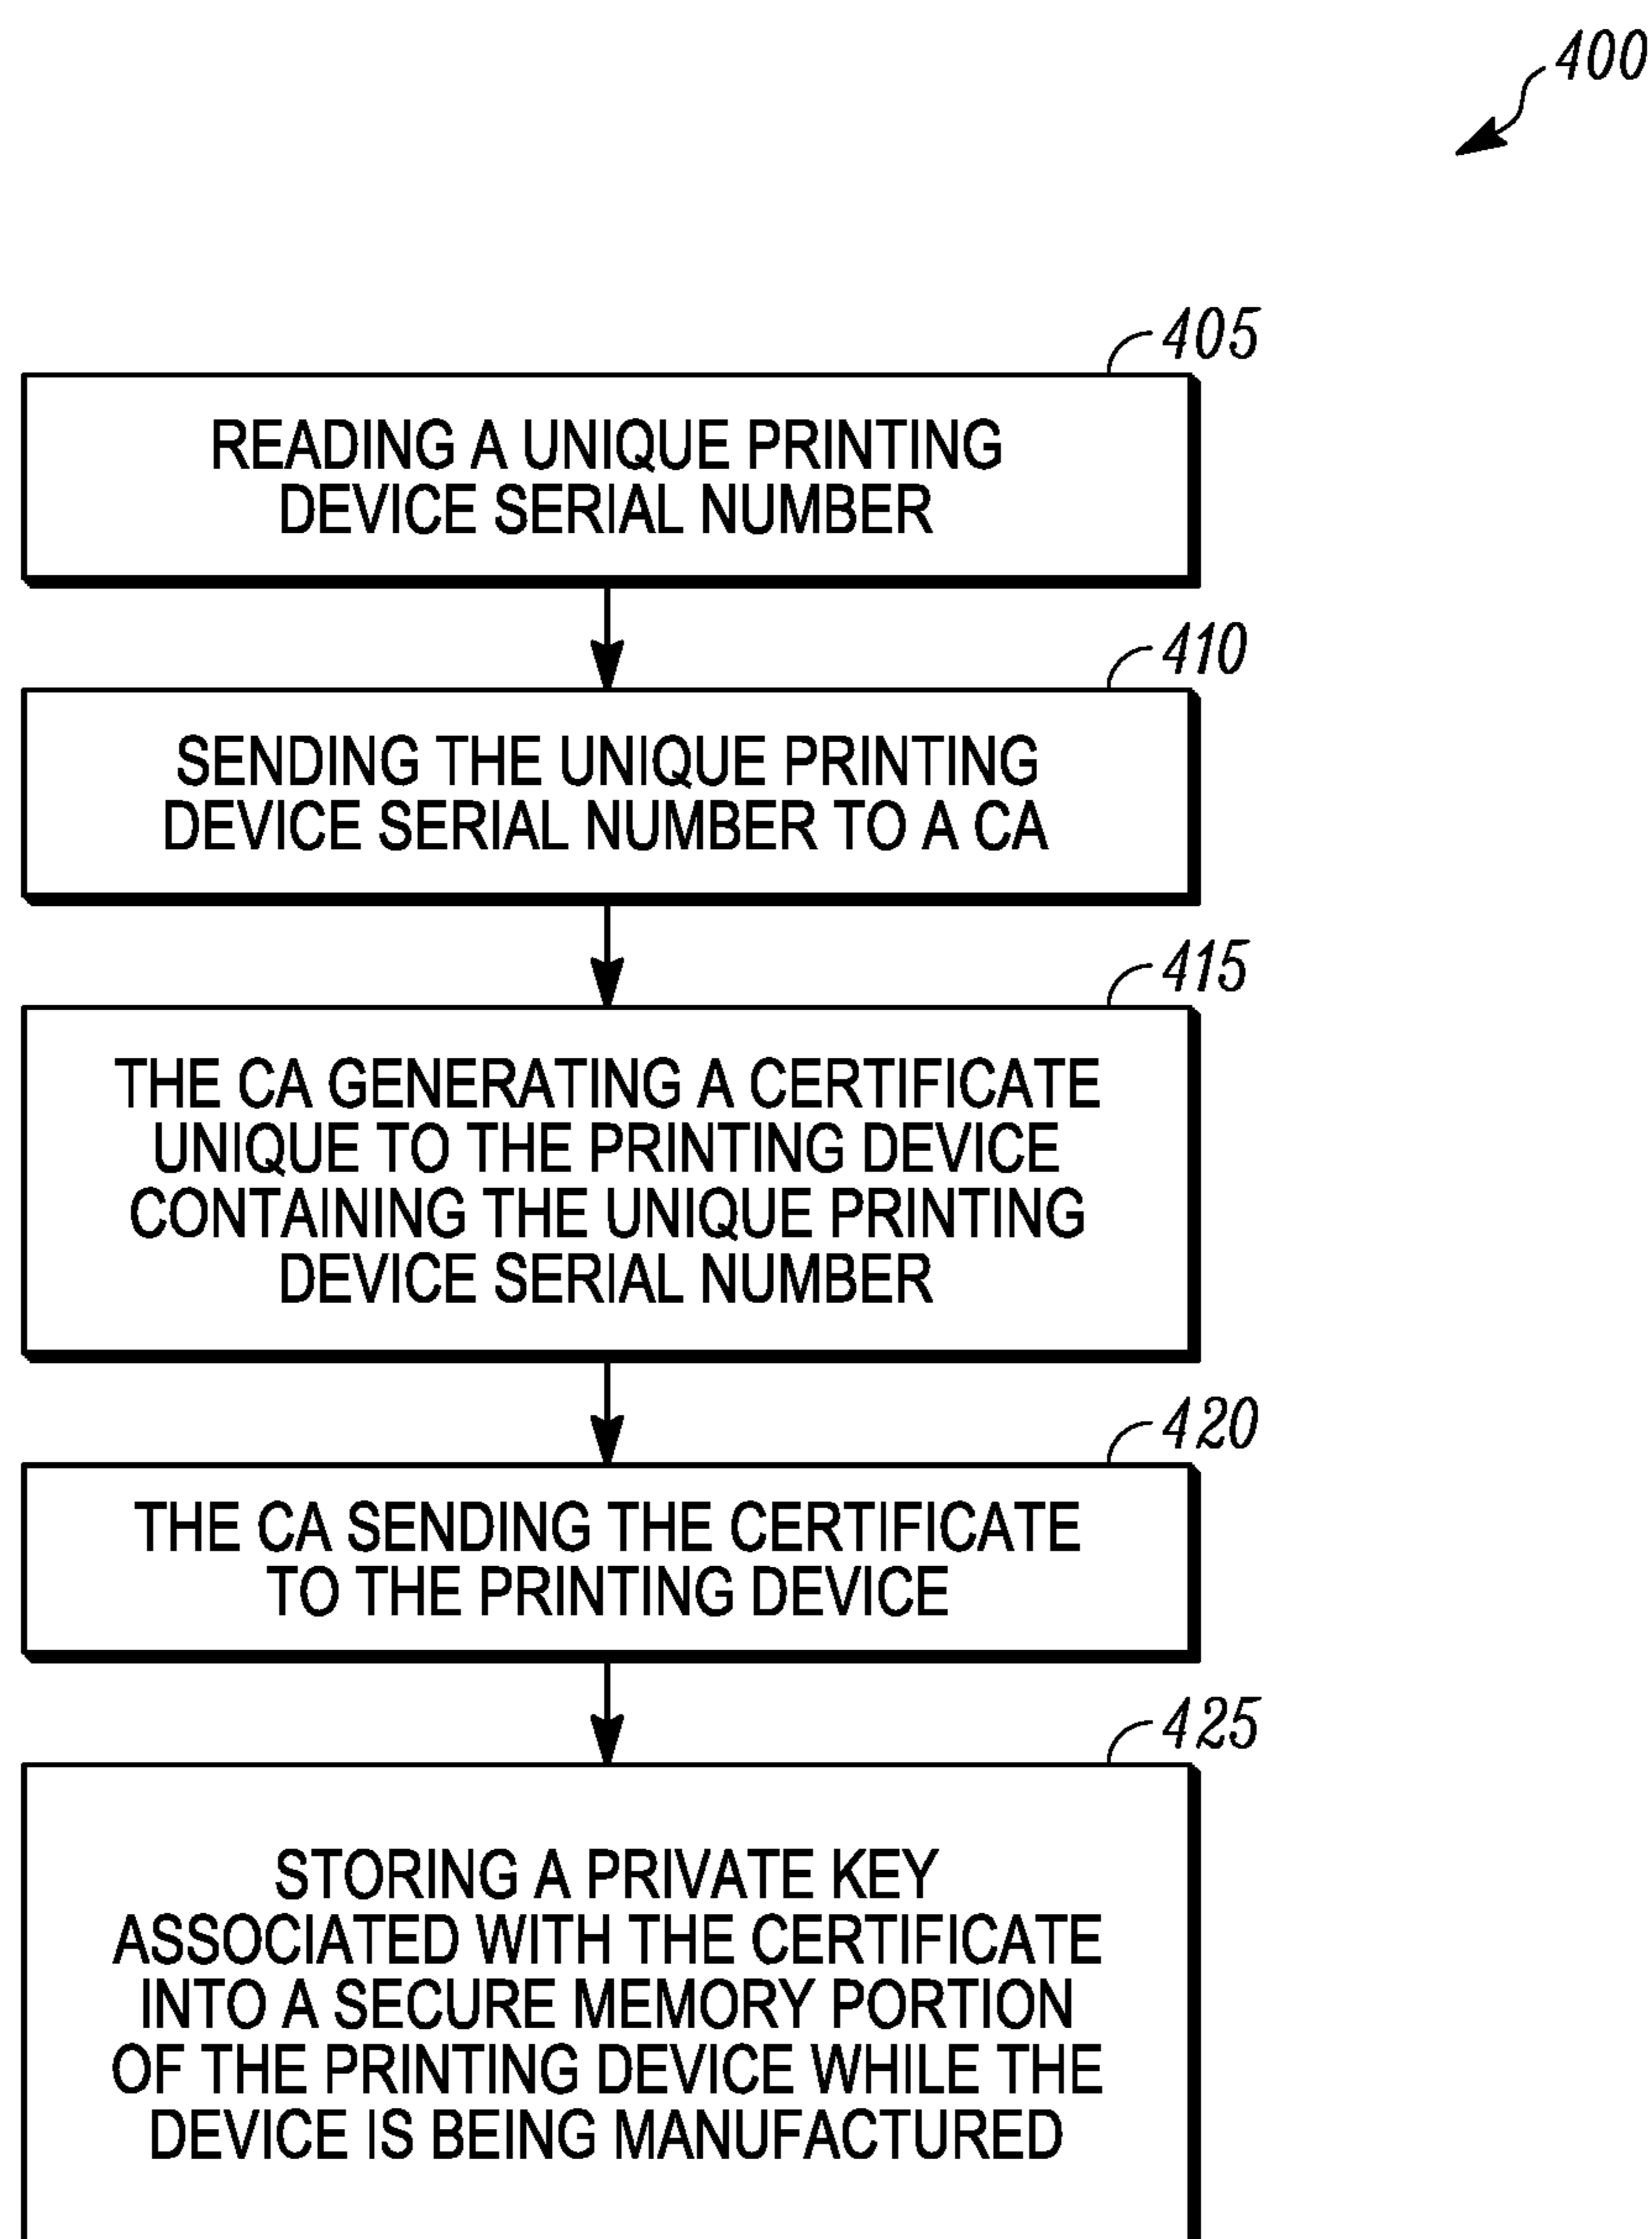 400
405
READING A UNIQUE PRINTING
DEVICE SERIAL NUMBER
410
SENDING THE UNIQUE PRINTING
DEVICE SERIAL NUMBER TO A CA
415
THE CA GENERATING A CERTIFICATE
UNIQUE TO THE PRINTING DEVICE
CONTAINING THE UNIQUE PRINTING
DEVICE SERIAL NUMBER
420
THE CA SENDING THE CERTIFICATE
TO THE PRINTING DEVICE
425
STORING A PRIVATE KEY
ASSOCIATED WITH THE CERTIFICATE
INTO A SECURE MEMORY PORTION
OF THE PRINTING DEVICE WHILE THE
DEVICE IS BEING MANUFACTURED